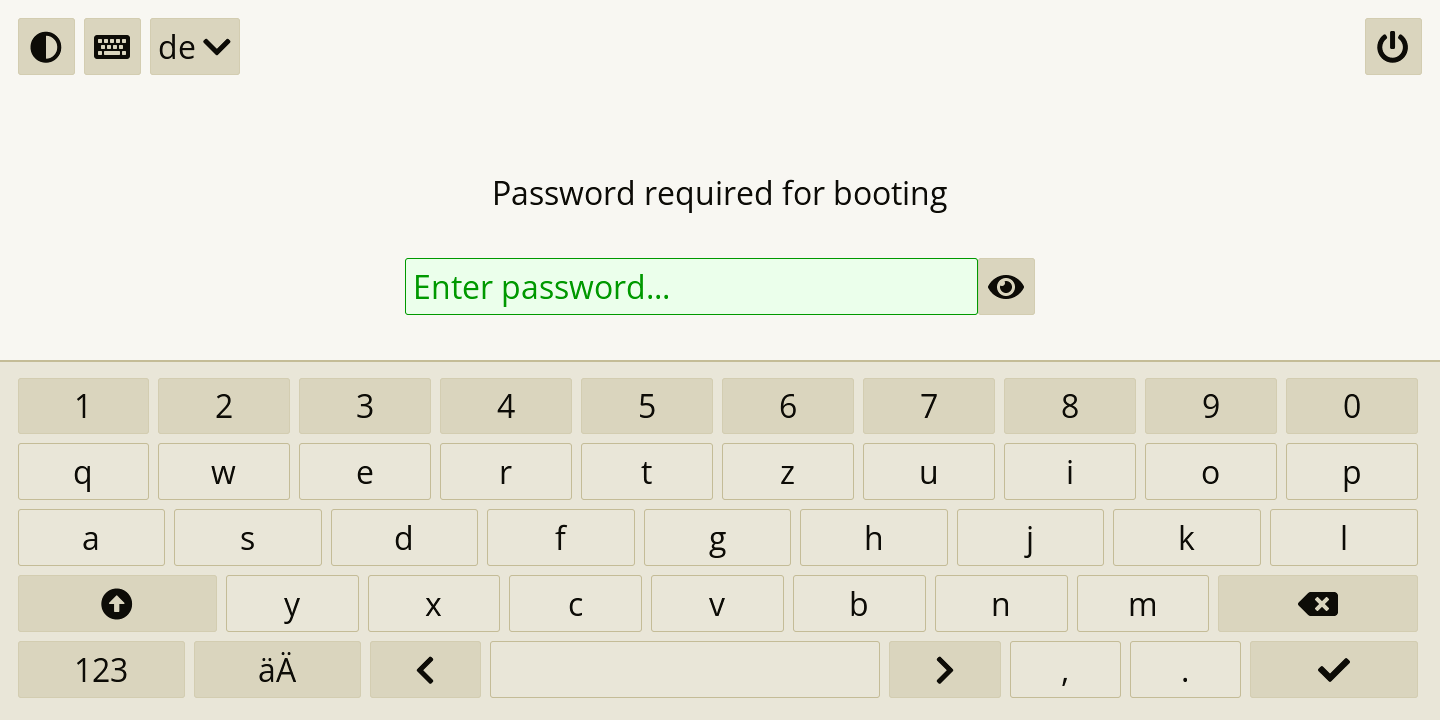 de
Password required for booting
Enter password...
1 2 3 4 5 6 7 8 9 0
q w e r t z u i o p
a s d f g h j k l
y x c v b n m
123 äÄ , .